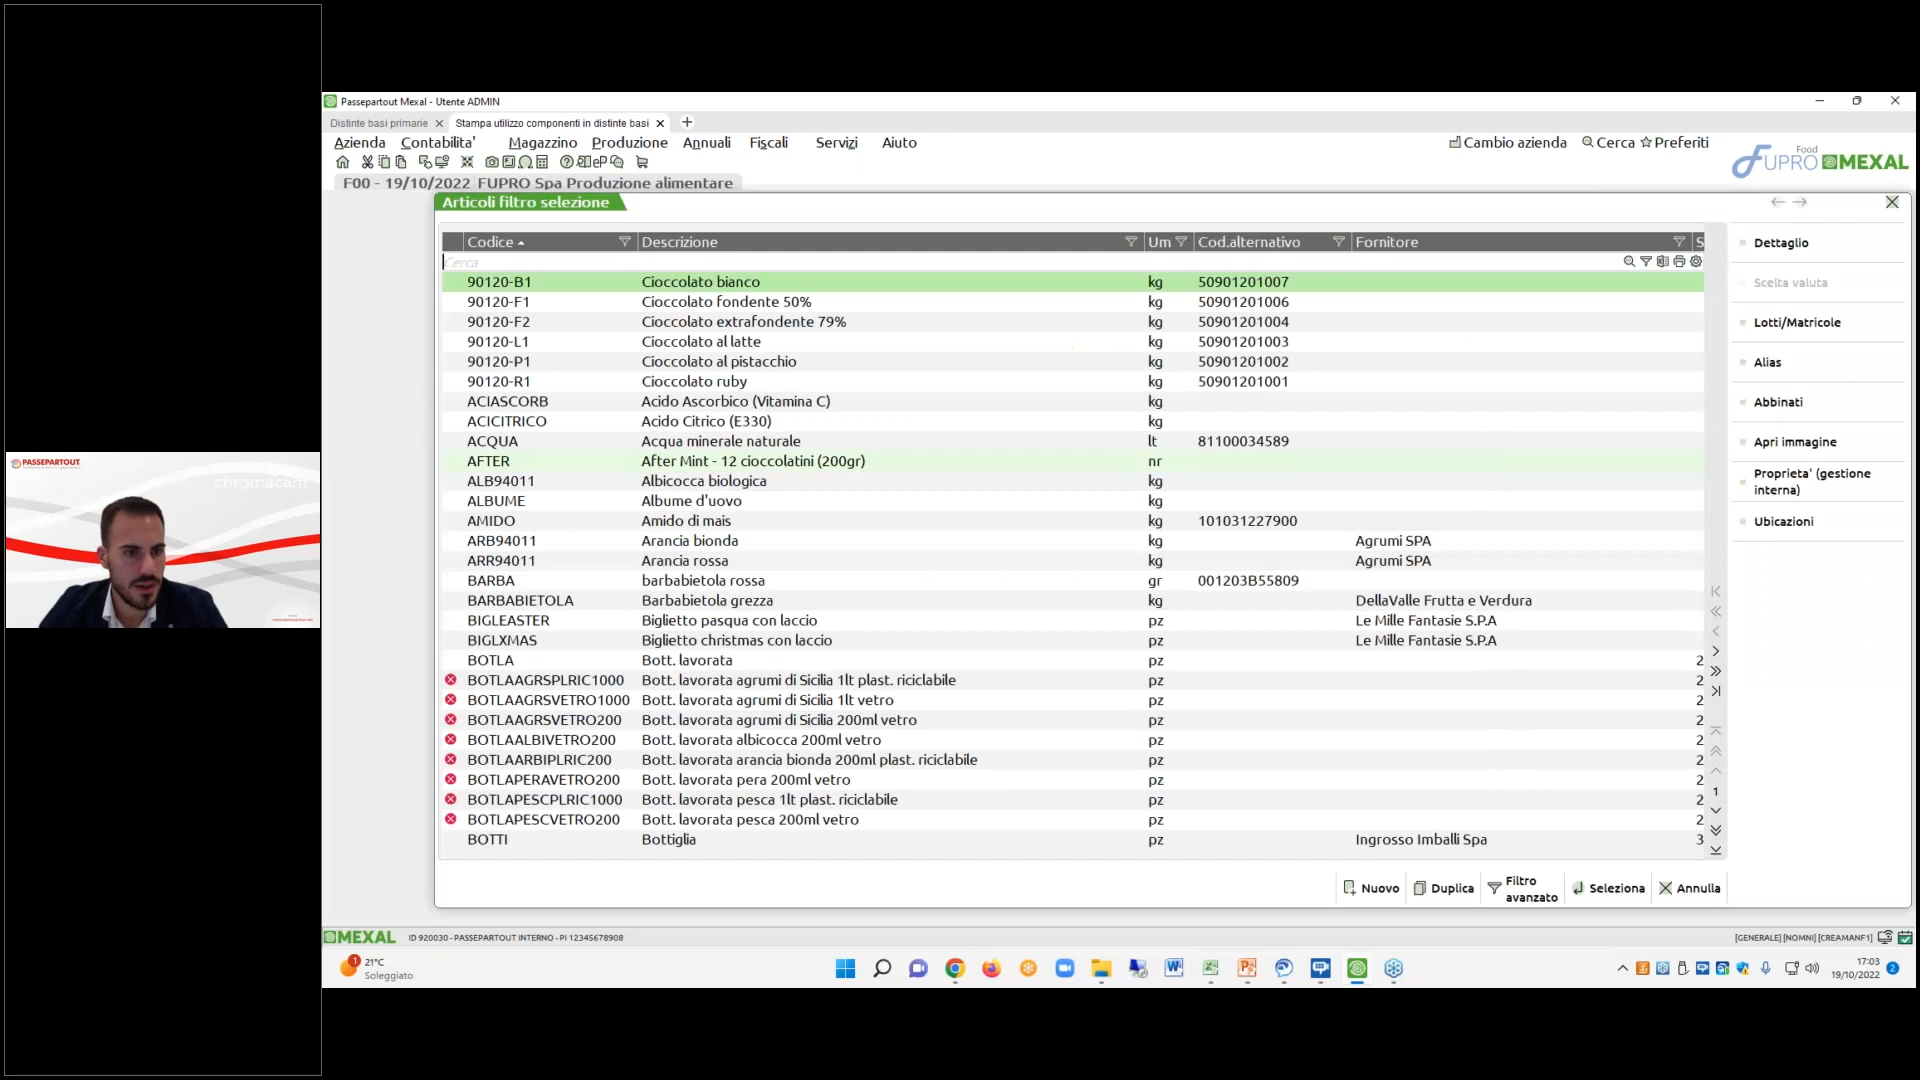 PASSEPARTOUT
chromacam
Passepartout Mexal - Utente ADMIN
Distinte basi primarie
Stampa utilizzo componenti in distinte basi
Azienda Contabilita' Magazzino Produzione Annuali Fiscali Servizi Aiuto
Cambio azienda Cerca Preferiti
Food
FUPRO MEXAL
F00 - 19/10/2022 FUPRO Spa Produzione alimentare
Articoli filtro selezione
Codice Descrizione Um Cod.alternativo Fornitore S
Cerca
90120-B1 Cioccolato bianco kg 50901201007
90120-F1 Cioccolato fondente 50% kg 50901201006
90120-F2 Cioccolato extrafondente 79% kg 50901201004
90120-L1 Cioccolato al latte kg 50901201003
90120-P1 Cioccolato al pistacchio kg 50901201002
90120-R1 Cioccolato ruby kg 50901201001
ACIASCORB Acido Ascorbico (Vitamina C) kg
ACICITRICO Acido Citrico (E330) kg
ACQUA Acqua minerale naturale lt 81100034589
AFTER After Mint - 12 cioccolatini (200gr) nr
ALB94011 Albicocca biologica kg
ALBUME Albume d'uovo kg
AMIDO Amido di mais kg 101031227900
ARB94011 Arancia bionda kg Agrumi SPA
ARR94011 Arancia rossa kg Agrumi SPA
BARBA barbabietola rossa gr 001203B55809
BARBABIETOLA Barbabietola grezza kg DellaValle Frutta e Verdura
BIGLEASTER Biglietto pasqua con laccio pz Le Mille Fantasie S.P.A
BIGLXMAS Biglietto christmas con laccio pz Le Mille Fantasie S.P.A
BOTLA Bott. lavorata pz 2
BOTLAAGRSPLRIC1000 Bott. lavorata agrumi di Sicilia 1lt plast. riciclabile pz 2
BOTLAAGRSVETRO1000 Bott. lavorata agrumi di Sicilia 1lt vetro pz 2
BOTLAAGRSVETRO200 Bott. lavorata agrumi di Sicilia 200ml vetro pz 2
BOTLAALBIVETRO200 Bott. lavorata albicocca 200ml vetro pz 2
BOTLAARBIPLRIC200 Bott. lavorata arancia bionda 200ml plast. riciclabile pz 2
BOTLAPERAVETRO200 Bott. lavorata pera 200ml vetro pz 2
BOTLAPESCPLRIC1000 Bott. lavorata pesca 1lt plast. riciclabile pz 2
BOTLAPESCVETRO200 Bott. lavorata pesca 200ml vetro pz 2
BOTTI Bottiglia pz Ingrosso Imballi Spa 3
1
Dettaglio
Scelta valuta
Lotti/Matricole
Alias
Abbinati
Apri immagine
Proprieta' (gestione
interna)
Ubicazioni
Nuovo Duplica Filtro avanzato Seleziona Annulla
MEXAL ID 920030 - PASSEPARTOUT INTERNO - PI 12345678908
[GENERALE] [NOMNI] [CREAMANF1]
1
21°C
Soleggiato
17:03
19/10/2022
2